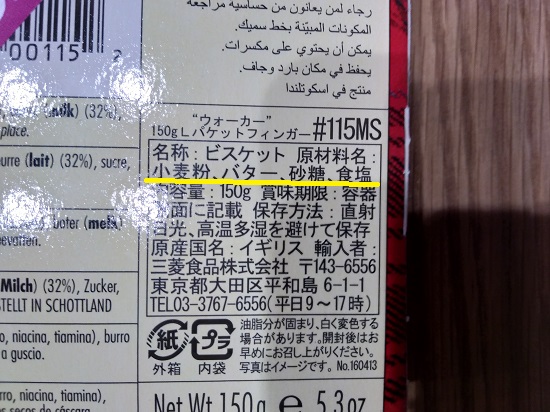 00115 2
رجاء لمن يعانون من حساسية مراجعة
المكونات المبيّنة بخط سميك.
يمكن أن يحتوي على مكسرات
يحفظ في مكان بارد وجاف.
منتج في اسكوتلندا
(milk) (32%),
place.
urre (lait) (32%), sucre,
boter (melk)
bevarten.
Milch) (32%), Zucker,
STELLT IN SCHOTTLAND
o, niacina, tiamina), burro
a guscio.
rro, niacina, tiamina),
"ウォーカー"
150g L バケットフィンガー #115MS
名称:ビスケット 原材料名:
小麦粉、バター、砂糖、食塩
内容量:150g 賞味期限:容器
側面に記載 保存方法:直射
日光、高温多湿を避けて保存
原産国名:イギリス 輸入者:
三菱食品株式会社 〒143-6556
東京都大田区平和島 6-1-1
TEL03-3767-6556(平日9~17時)
紙 外箱
プラ 内袋
油脂分が固まり、白く変色する
場合があります。開封後はお
早めにお召し上がりください。
写真はイメージです。 No.160413
Net Wt 150g e 5.3oz